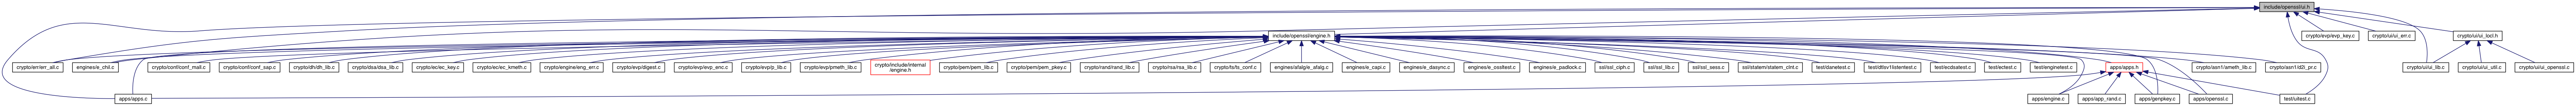 include/openssl/ui.h
include/openssl/engine.h
crypto/evp/evp_key.c
crypto/ui/ui_err.c
crypto/ui/ui_locl.h
crypto/err/err_all.c
engines/e_chil.c
crypto/conf/conf_mall.c
crypto/conf/conf_sap.c
crypto/dh/dh_lib.c
crypto/dsa/dsa_lib.c
crypto/ec/ec_key.c
crypto/ec/ec_kmeth.c
crypto/engine/eng_err.c
crypto/evp/digest.c
crypto/evp/evp_enc.c
crypto/evp/p_lib.c
crypto/evp/pmeth_lib.c
crypto/include/internal
/engine.h
crypto/pem/pem_lib.c
crypto/pem/pem_pkey.c
crypto/rand/rand_lib.c
crypto/rsa/rsa_lib.c
crypto/ts/ts_conf.c
engines/afalg/e_afalg.c
engines/e_capi.c
engines/e_dasync.c
engines/e_ossltest.c
engines/e_padlock.c
ssl/ssl_ciph.c
ssl/ssl_lib.c
ssl/ssl_sess.c
ssl/statem/statem_clnt.c
test/danetest.c
test/dtlsv1listentest.c
test/ecdsatest.c
test/ectest.c
test/enginetest.c
apps/apps.h
crypto/asn1/ameth_lib.c
crypto/asn1/d2i_pr.c
crypto/ui/ui_lib.c
crypto/ui/ui_util.c
crypto/ui/ui_openssl.c
apps/apps.c
apps/engine.c
apps/app_rand.c
apps/genpkey.c
apps/openssl.c
test/uitest.c